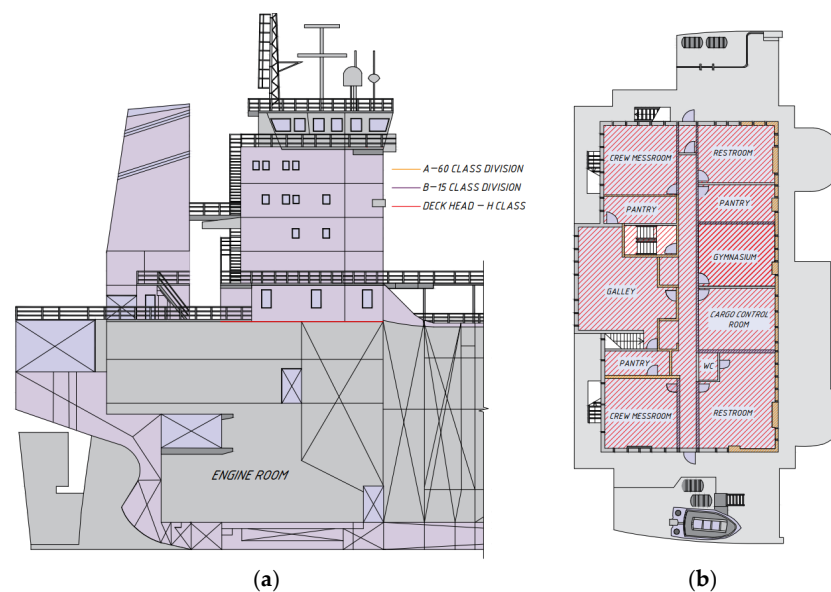 A-60 CLASS DIVISION
B-15 CLASS DIVISION
DECK HEAD - H CLASS
ENGINE ROOM
(a)
CREW MESSROOM
RESTROOM
PANTRY
PANTRY
GYMNASIUM
GALLEY
CARGO CONTROL
ROOM
PANTRY
WC
CREW MESSROOM
RESTROOM
(b)